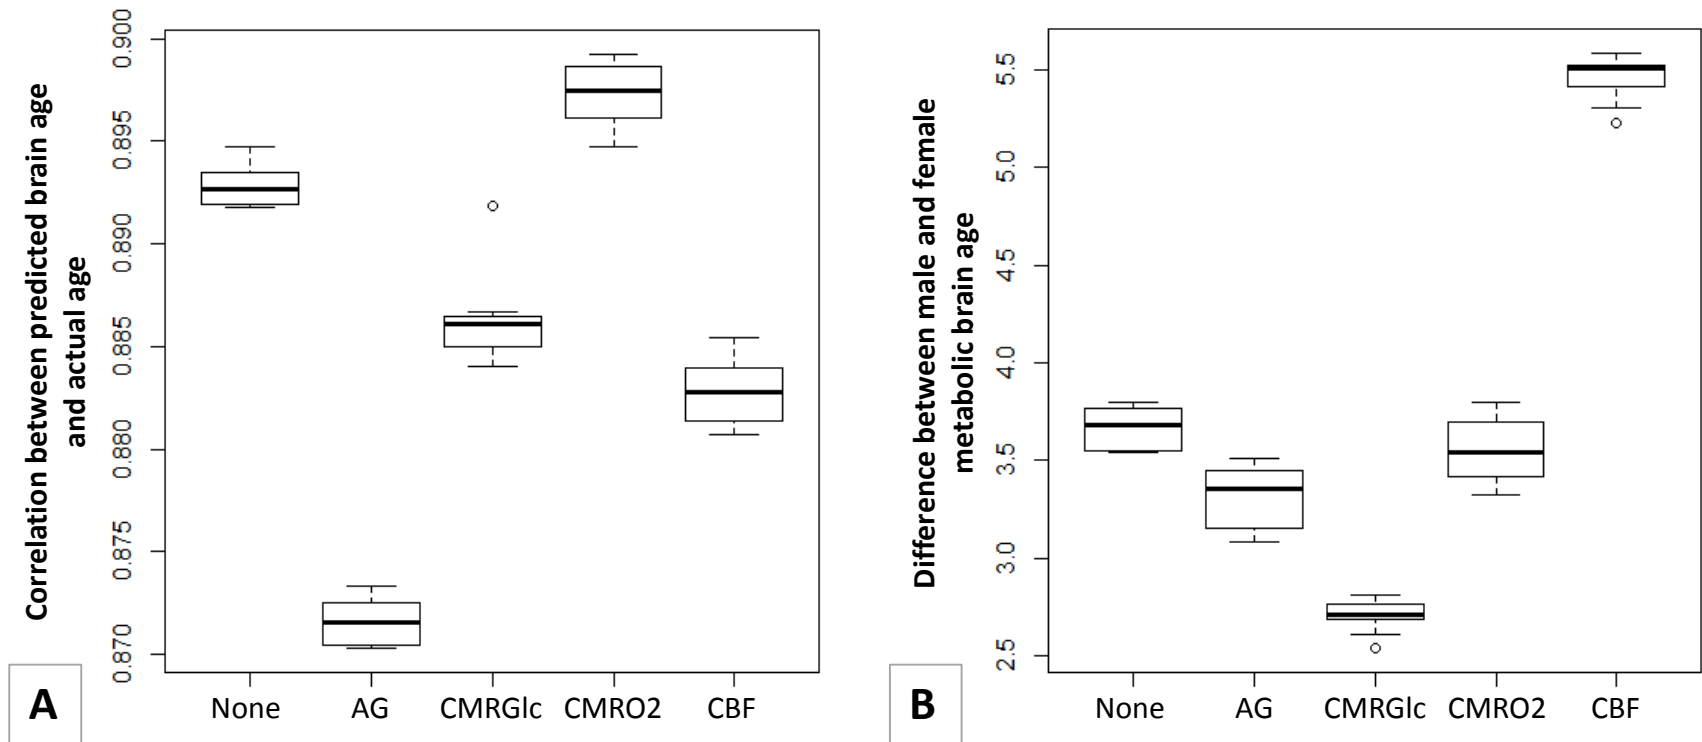 Correlation between predicted brain age
and actual age
0.900
0.895
0.890
0.885
0.880
0.875
0.870
None AG CMRGlc CMRO2 CBF
A
Difference between male and female
metabolic brain age
5.5
5.0
4.5
4.0
3.5
3.0
2.5
None AG CMRGlc CMRO2 CBF
B